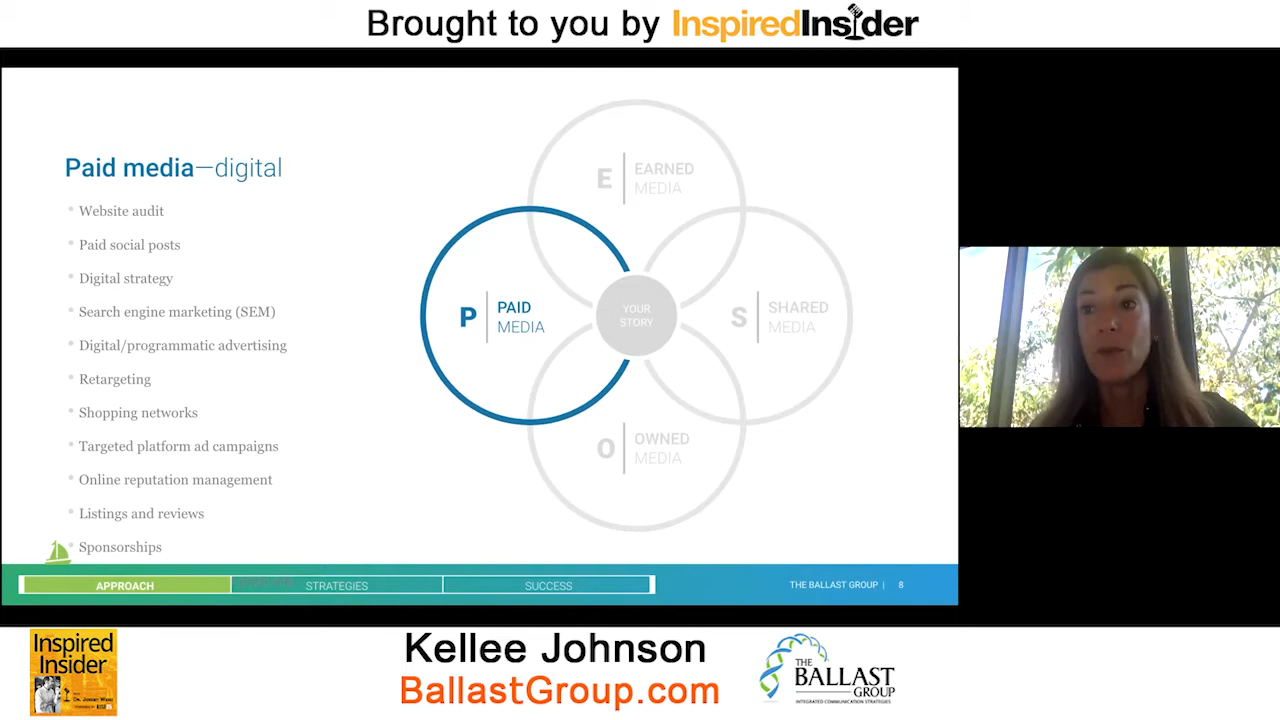 Brought to you by InspiredInsider
Paid media—digital
• Website audit
• Paid social posts
• Digital strategy
• Search engine marketing (SEM)
• Digital/programmatic advertising
• Retargeting
• Shopping networks
• Targeted platform ad campaigns
• Online reputation management
• Listings and reviews
• Sponsorships
E
EARNED
MEDIA
P
PAID
MEDIA
YOUR
STORY
S
SHARED
MEDIA
O
OWNED
MEDIA
APPROACH
STRATEGIES
SUCCESS
THE BALLAST GROUP | 8
Inspired
Insider
Kellee Johnson
BallastGroup.com
THE
BALLAST
GROUP
INTEGRATED COMMUNICATION STRATEGIES